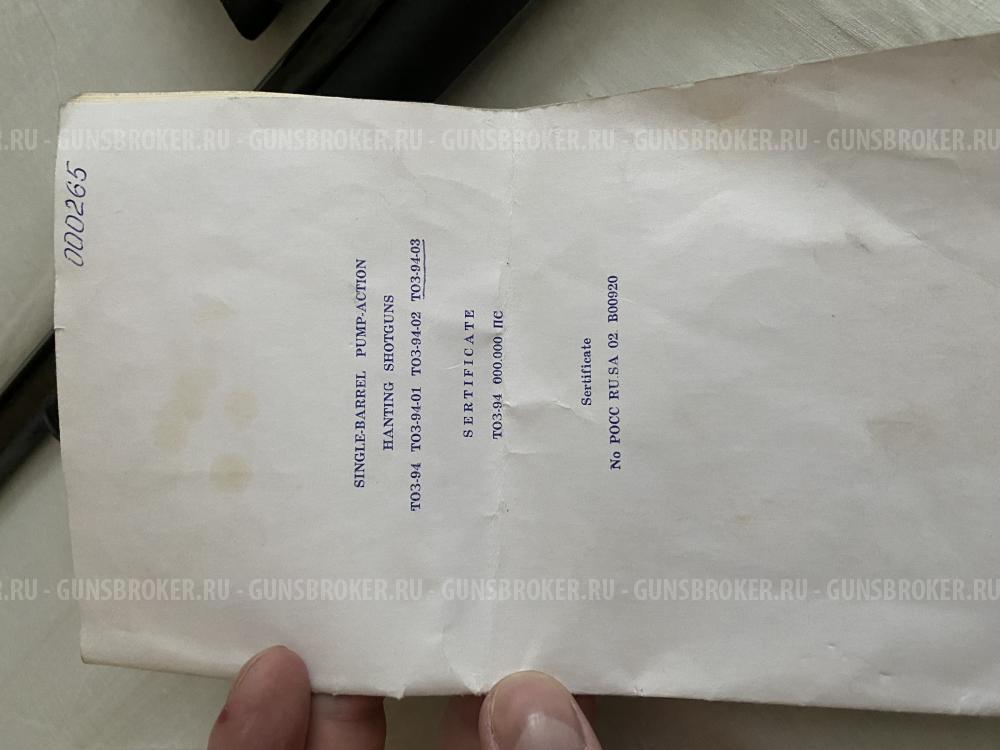 000265
SINGLE-BARREL PUMP-ACTION
HANTING SHOTGUNS
ТОЗ-94 ТОЗ-94-01 ТОЗ-94-02 ТОЗ-94-03
SERTIFICATE
ТОЗ-94 000.000 ПС
Sertificate
No РОСС RU.SA 02. B00920
.RU - GUNSBROKER.RU - GUNSBROKER.RU - GUNSBROKER.RU - GUNSBROKER.RU - GUNSBROKER.RU
.RU - GUNSBROKER.RU - GUNSBROKER.RU - GUNSBROKER.RU - GUNSBROKER.RU - GUNSBROKER.RU